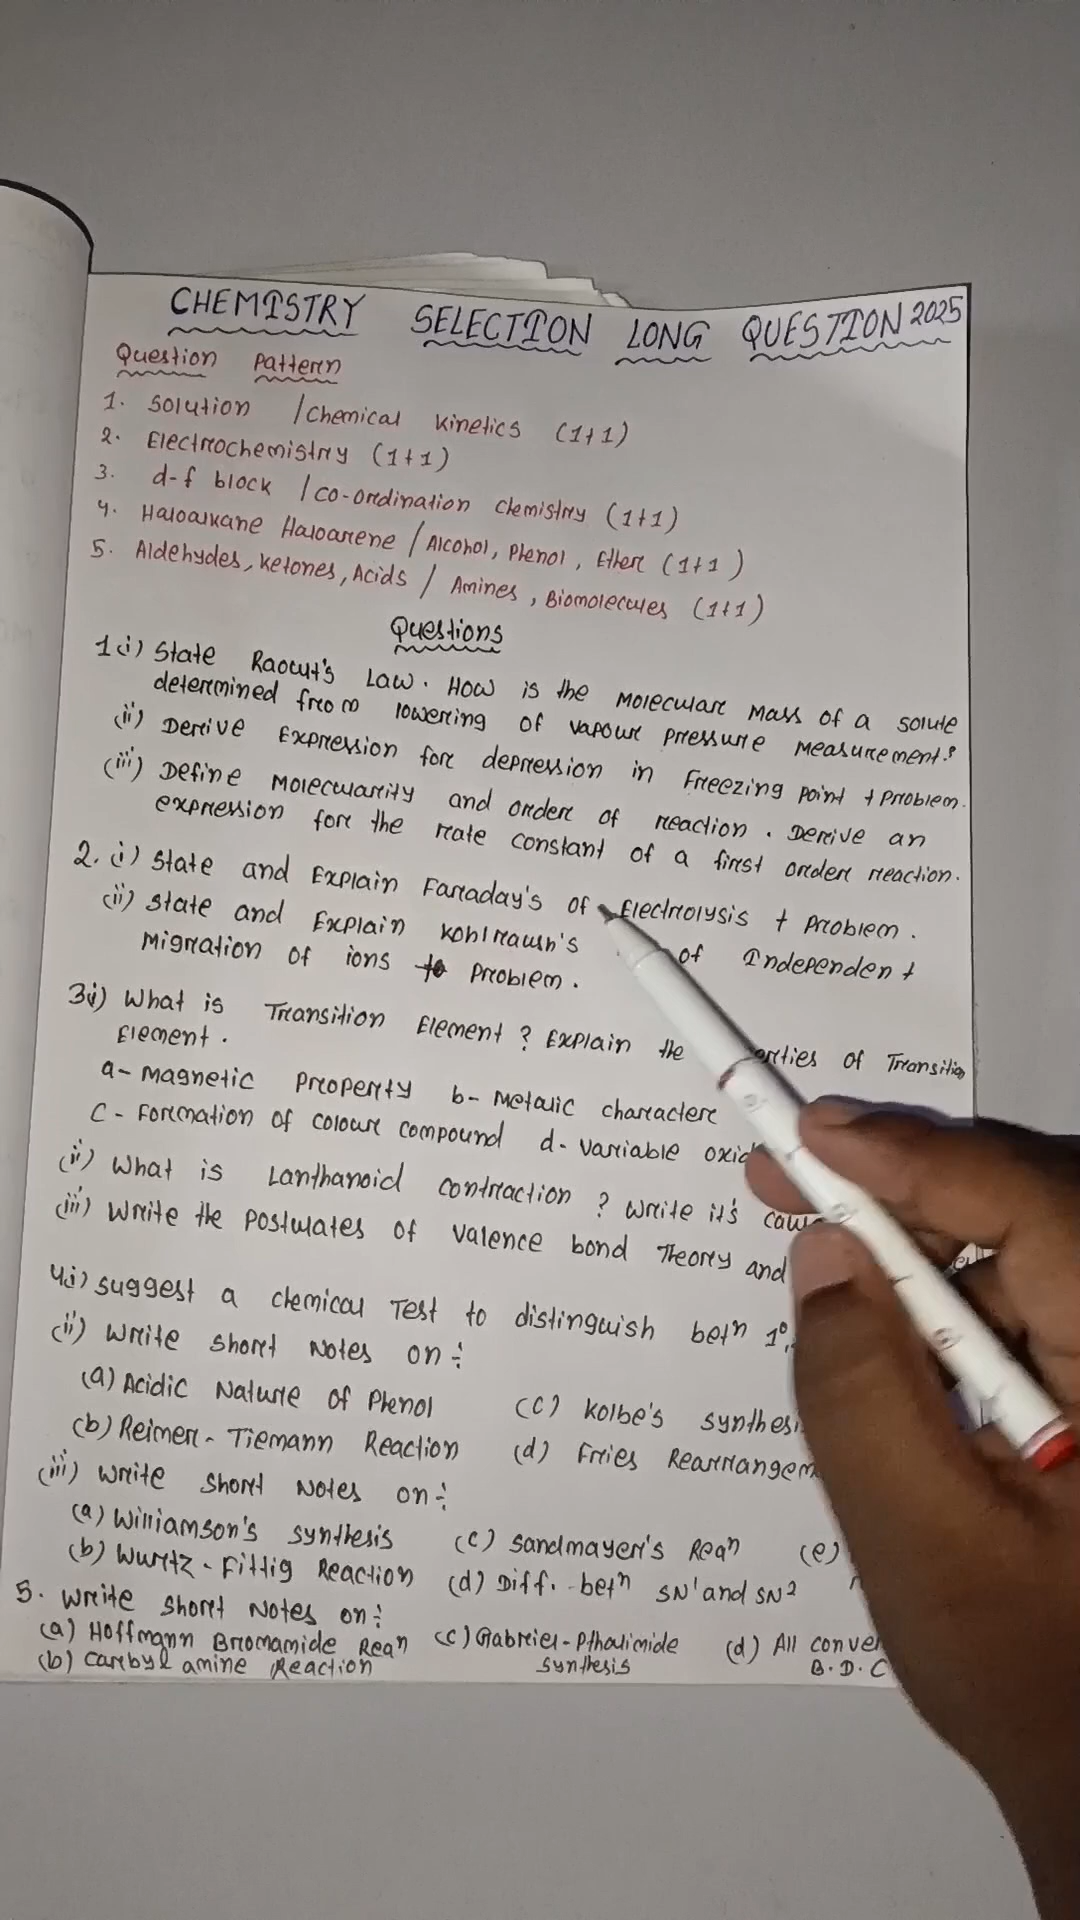 CHEMISTRY SELECTION LONG QUESTION 2025
Question Pattern
1. Solution / Chemical Kinetics (1+1)
2. Electrochemistry (1+1)
3. d-f block / co-ordination chemistry (1+1)
4. Haloalkane Haloarene / Alcohol, Phenol, Ether (1+1)
5. Aldehydes, Ketones, Acids / Amines, Biomolecules (1+1)
Questions
1(i) State Raoult's Law. How is the Molecular Mass of a solute
determined from lowering of vapour pressure measurement?
(ii) Derive Expression for depression in Freezing point + Problem.
(iii) Define Molecularity and order of reaction. Derive an
expression for the rate constant of a first order reaction.
2. (i) State and Explain Faraday's of Electrolysis + Problem.
(ii) State and Explain Kohlraush's of Independent
Migration of ions Problem.
3(i) What is Transition Element? Explain the of Transition
Element.
a- Magnetic Property b- Metalic character
C- Formation of colour compound d- variable
(ii) What is Lanthanoid contraction? Write it's
(iii) Write the Postulates of Valence bond Theory and
4(i) Suggest a chemical Test to distinguish betn 1°,
(ii) Write Short Notes on :-
(a) Acidic Nature of Phenol (c) Kolbe's
(b) Reimer-Tiemann Reaction (d) Fries
(iii) Write Short Notes on :-
(a) Williamson's Synthesis (c) Sandmayer's Rean (e)
(b) Wurtz-Fittig Reaction (d) Diff. betn SN1 and SN2
5. Write Short Notes on :-
(a) Hoffmann Bromamide Rean (c) Gabriel-Pthalimide (d) All
(b) Carbyl amine Reaction Synthesis B.D.C